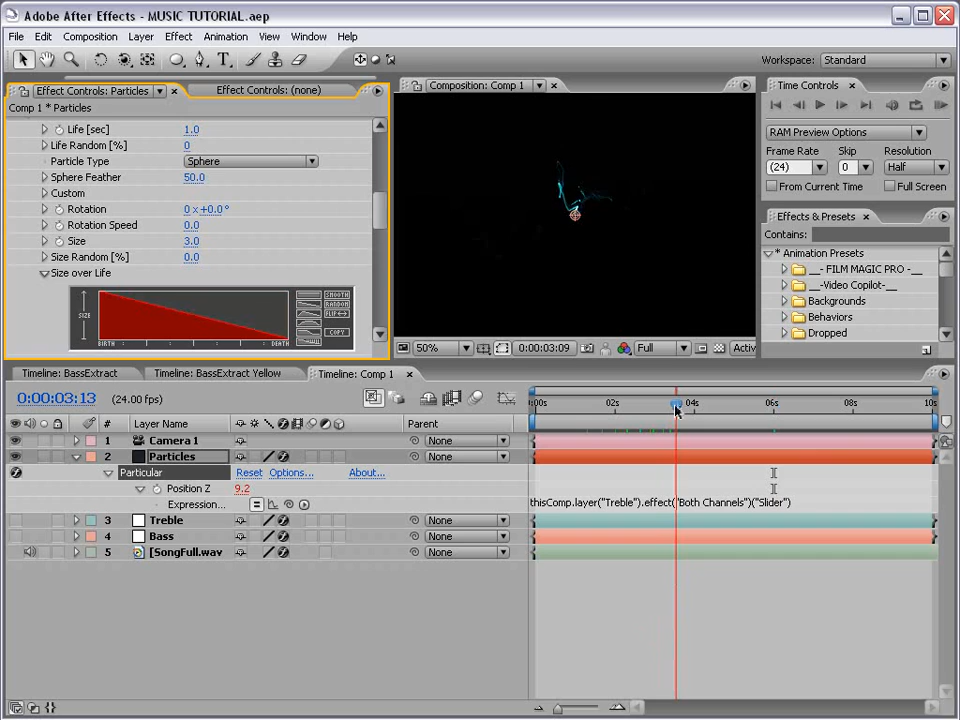 Adobe After Effects - MUSIC TUTORIAL.aep
File Edit Composition Layer Effect Animation View Window Help
Workspace: Standard
Effect Controls: Particles
Effect Controls: (none)
Comp 1 * Particles
Life [sec] 1.0
Life Random [%] 0
Particle Type Sphere
Sphere Feather 50.0
Custom
Rotation 0 x+0.0°
Rotation Speed 0.0
Size 3.0
Size Random [%] 0.0
Size over Life
SIZE
SMOOTH
RANDOM
FLIP
COPY
BIRTH
DEATH
Composition: Comp 1
50% 0:00:03:09 Full Activ
Time Controls
RAM Preview Options
Frame Rate Skip Resolution
(24) 0 Half
From Current Time Full Screen
Effects & Presets
Contains:
* Animation Presets
__- FILM MAGIC PRO -__
__-Video Copilot-__
Backgrounds
Behaviors
Dropped
Timeline: BassExtract Timeline: BassExtract Yellow Timeline: Comp 1
0:00:03:13 (24.00 fps)
:00s 02s 04s 06s 08s 10s
# Layer Name Parent
1 Camera 1 None
2 Particles None
Particular Reset Options... About...
Position Z 9.2
Expression... thisComp.layer("Treble").effect("Both Channels")("Slider")
3 Treble None
4 Bass None
5 [SongFull.wav None